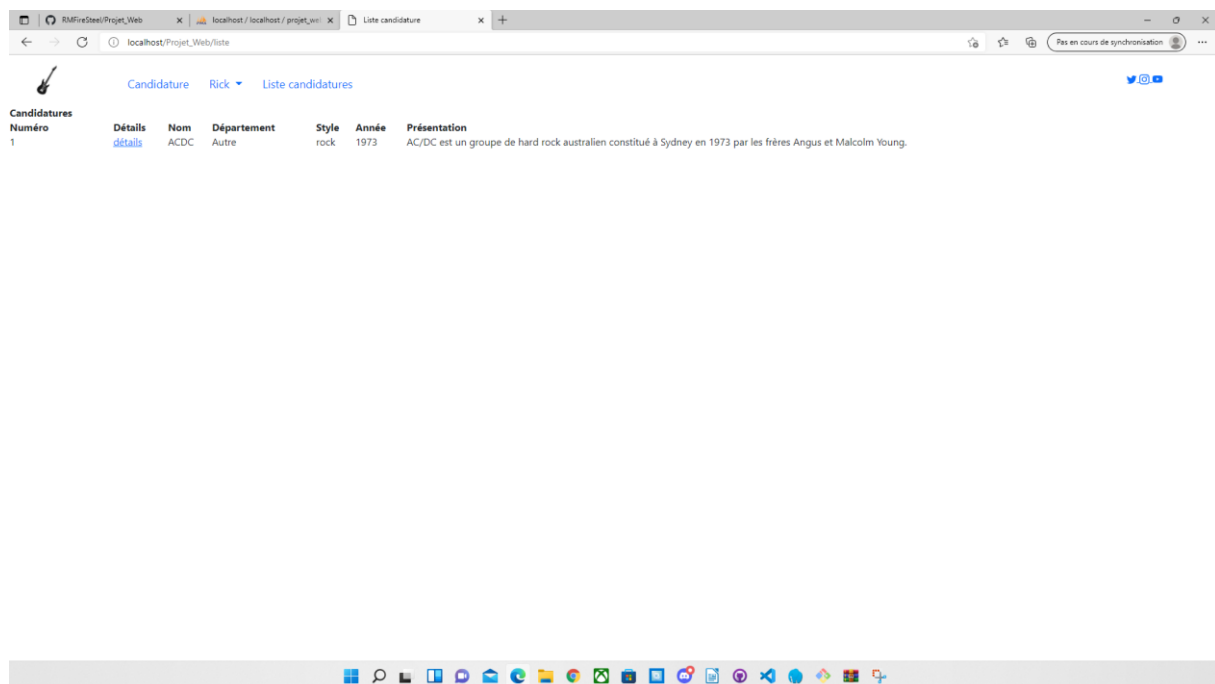 RMFireSteel/Projet_Web
localhost / localhost / projet_we
Liste candidature
localhost/Projet_Web/liste
Pas en cours de synchronisation
Candidature Rick Liste candidatures
Candidatures
Numéro Détails Nom Département Style Année Présentation
1 détails ACDC Autre rock 1973 AC/DC est un groupe de hard rock australien constitué à Sydney en 1973 par les frères Angus et Malcolm Young.